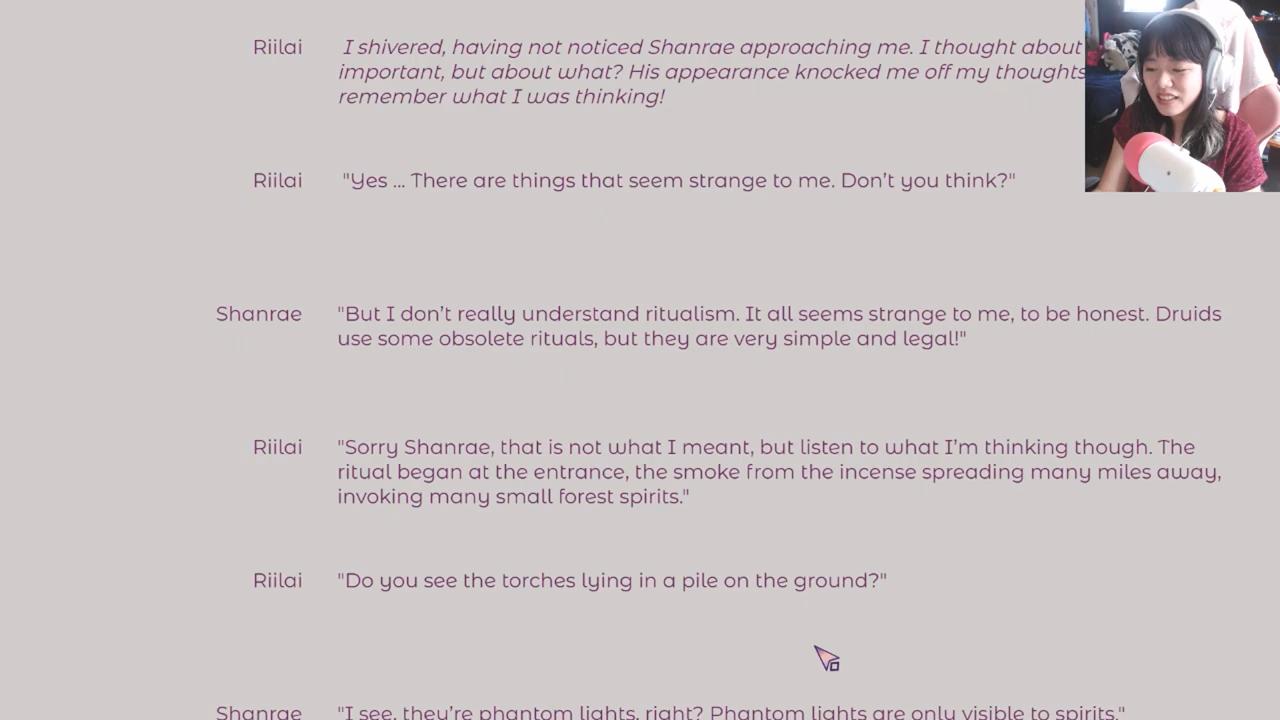 Riilai I shivered, having not noticed Shanrae approaching me. I thought about
important, but about what? His appearance knocked me off my thoughts
remember what I was thinking!
Riilai "Yes ... There are things that seem strange to me. Don't you think?"
Shanrae "But I don't really understand ritualism. It all seems strange to me, to be honest. Druids
use some obsolete rituals, but they are very simple and legal!"
Riilai "Sorry Shanrae, that is not what I meant, but listen to what I'm thinking though. The
ritual began at the entrance, the smoke from the incense spreading many miles away,
invoking many small forest spirits."
Riilai "Do you see the torches lying in a pile on the ground?"
Shanrae "I see, they're phantom lights, right? Phantom lights are only visible to spirits."